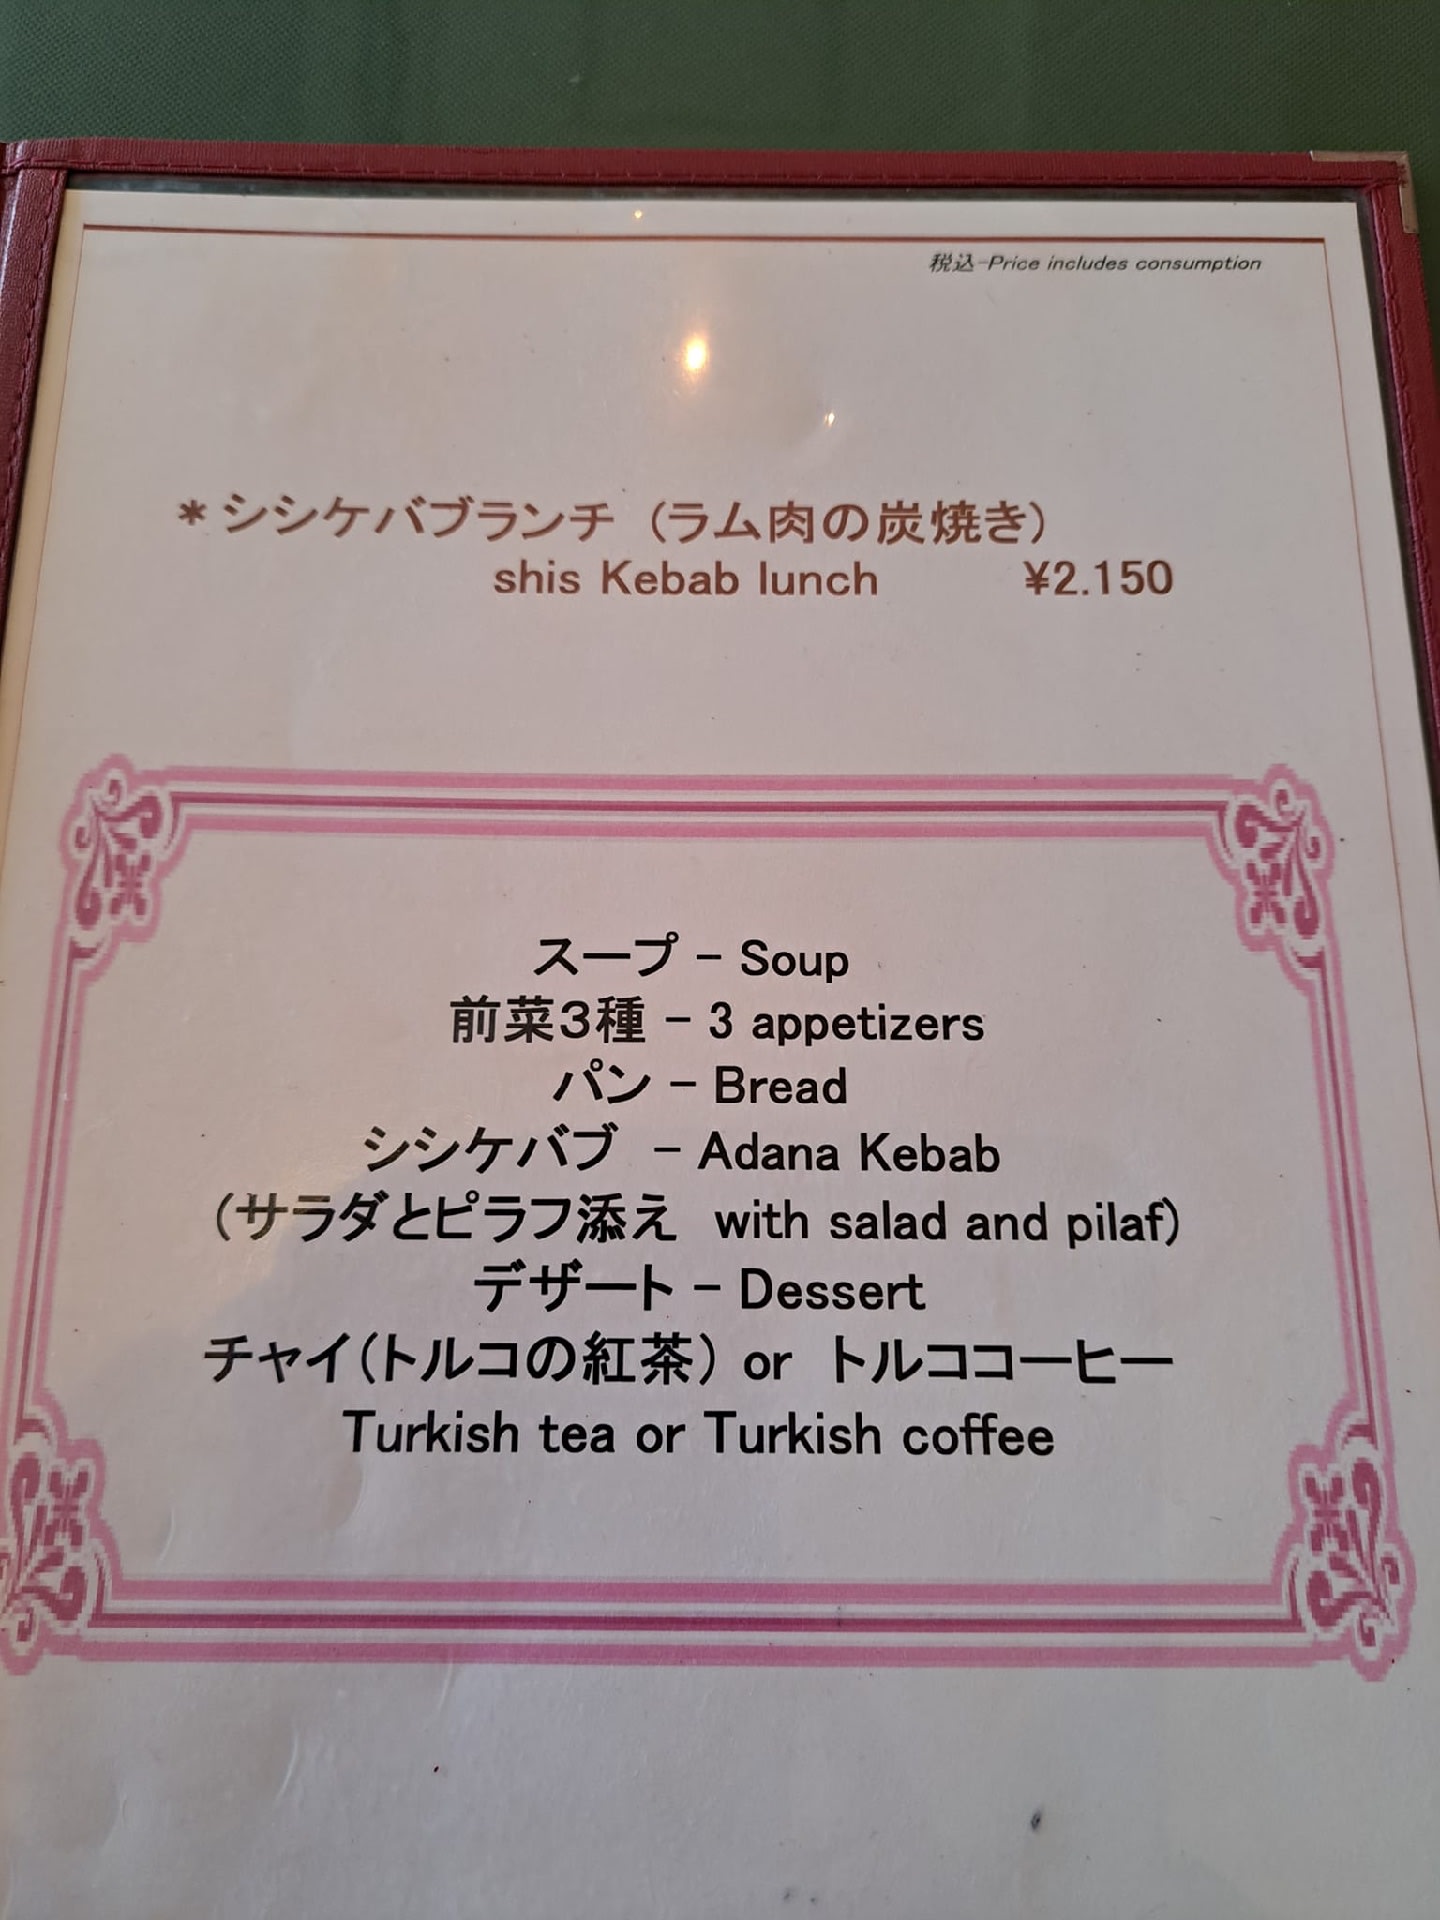 税込-Price includes consumption
＊シシケバブランチ（ラム肉の炭焼き）
shis Kebab lunch ¥2.150
スープ - Soup
前菜３種 - 3 appetizers
パン - Bread
シシケバブ - Adana Kebab
（サラダとピラフ添え with salad and pilaf)
デザート - Dessert
チャイ（トルコの紅茶） or トルココーヒー
Turkish tea or Turkish coffee